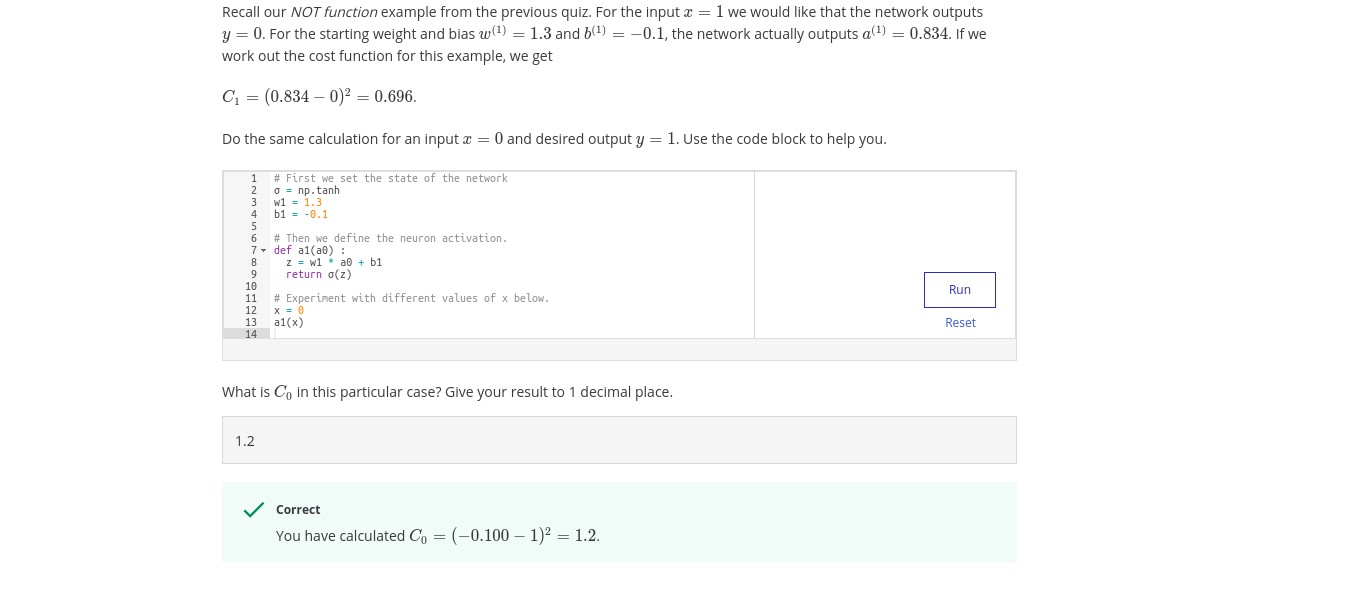 Recall our NOT function example from the previous quiz. For the input x = 1 we would like that the network outputs
y = 0. For the starting weight and bias w⁽¹⁾ = 1.3 and b⁽¹⁾ = −0.1, the network actually outputs a⁽¹⁾ = 0.834. If we
work out the cost function for this example, we get
C₁ = (0.834 − 0)² = 0.696.
Do the same calculation for an input x = 0 and desired output y = 1. Use the code block to help you.
1 # First we set the state of the network
2 σ = np.tanh
3 w1 = 1.3
4 b1 = -0.1
5
6 # Then we define the neuron activation.
7 def a1(a0) :
8   z = w1 * a0 + b1
9   return σ(z)
10
11 # Experiment with different values of x below.
12 x = 0
13 a1(x)
14
Run
Reset
What is C₀ in this particular case? Give your result to 1 decimal place.
1.2
Correct
You have calculated C₀ = (−0.100 − 1)² = 1.2.